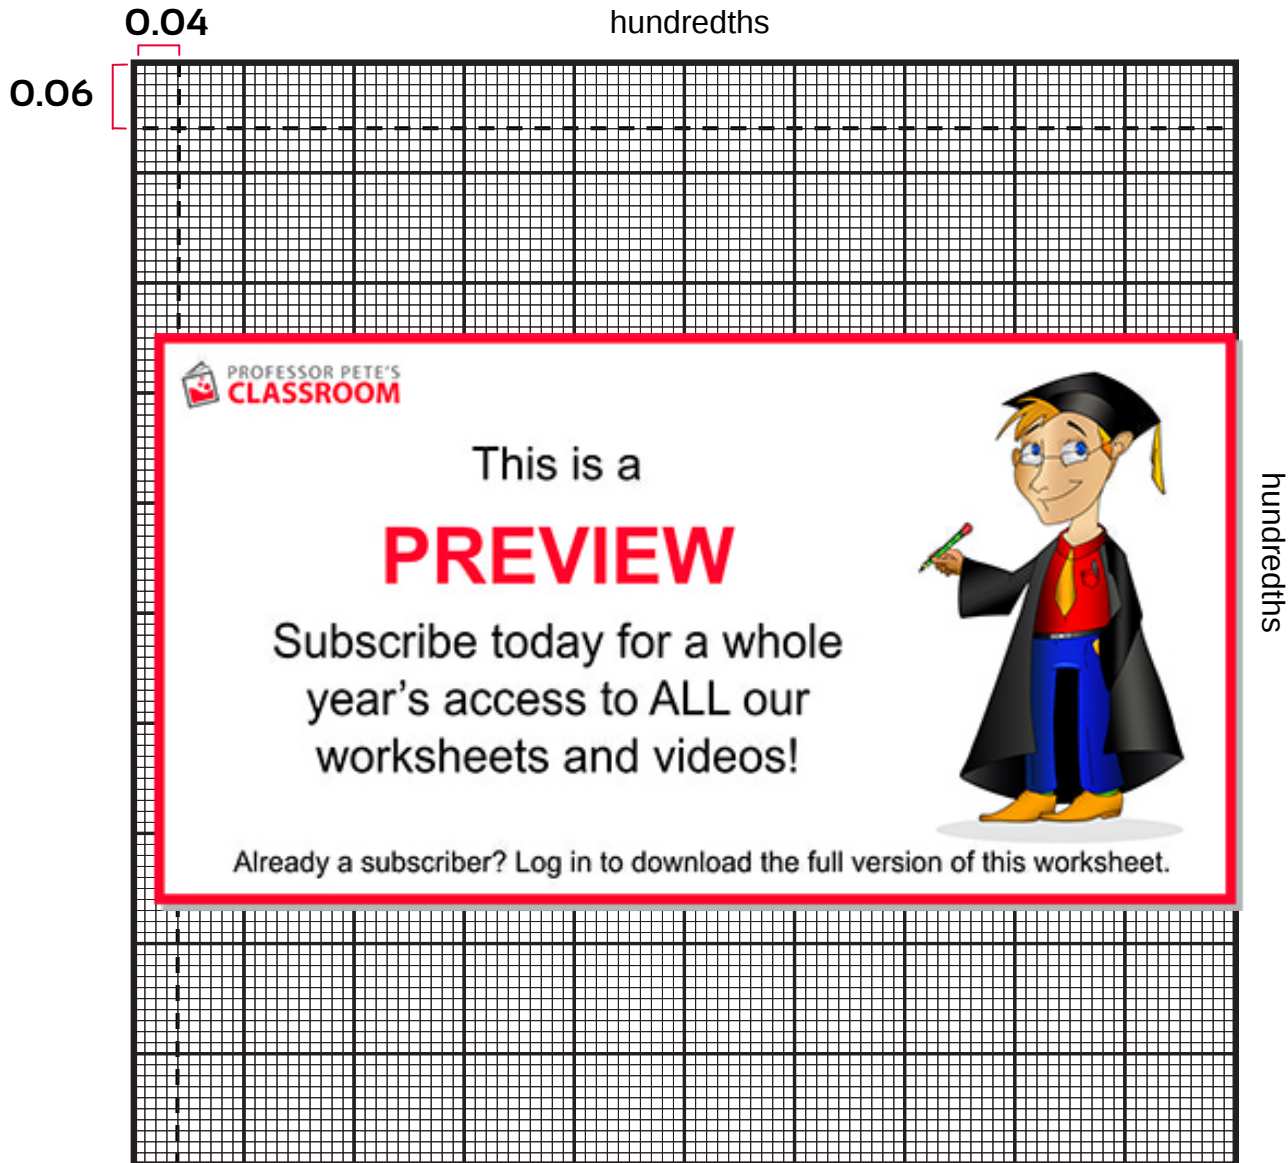 0.04
hundredths
0.06
PROFESSOR PETE'S
CLASSROOM
This is a
PREVIEW
Subscribe today for a whole
year's access to ALL our
worksheets and videos!
hundredths
Already a subscriber? Log in to download the full version of this worksheet.